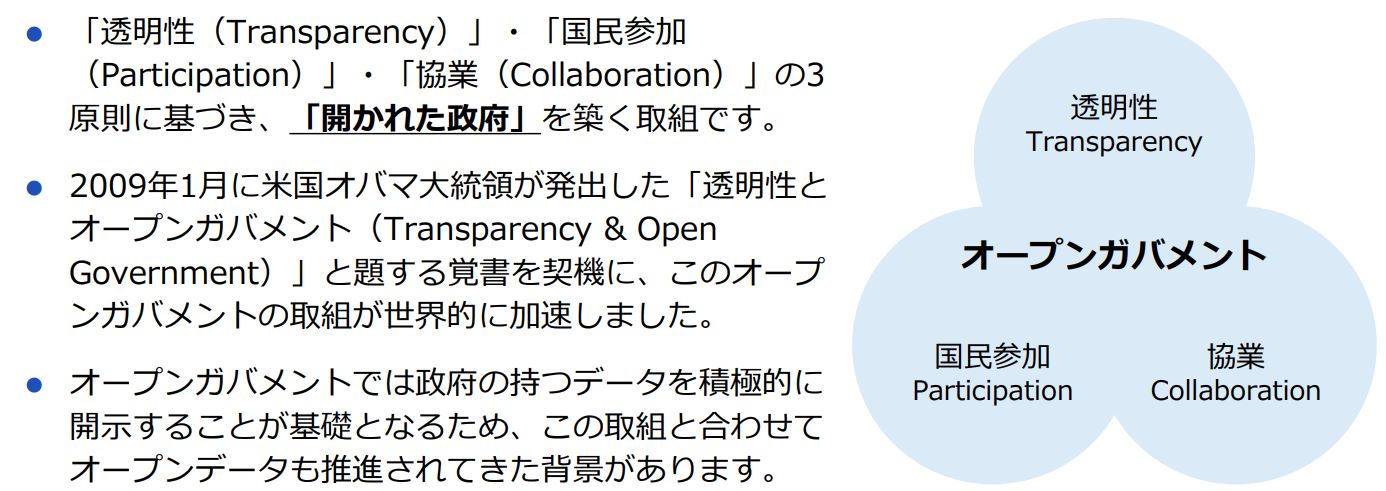 ● 「透明性（Transparency）」・「国民参加
（Participation）」・「協業（Collaboration）」の3
原則に基づき、「開かれた政府」を築く取組です。
● 2009年1月に米国オバマ大統領が発出した「透明性と
オープンガバメント（Transparency & Open
Government）」と題する覚書を契機に、このオープ
ンガバメントの取組が世界的に加速しました。
● オープンガバメントでは政府の持つデータを積極的に
開示することが基礎となるため、この取組と合わせて
オープンデータも推進されてきた背景があります。
透明性
Transparency
オープンガバメント
国民参加
Participation
協業
Collaboration